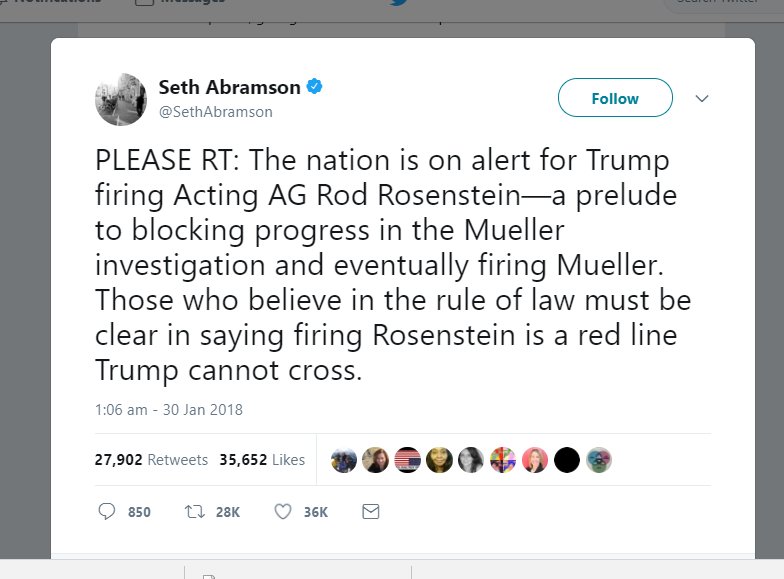 Notifications Messages Search Twitter
Seth Abramson
Follow
@SethAbramson
PLEASE RT: The nation is on alert for Trump
firing Acting AG Rod Rosenstein—a prelude
to blocking progress in the Mueller
investigation and eventually firing Mueller.
Those who believe in the rule of law must be
clear in saying firing Rosenstein is a red line
Trump cannot cross.
1:06 am - 30 Jan 2018
27,902 Retweets 35,652 Likes
850 28K 36K